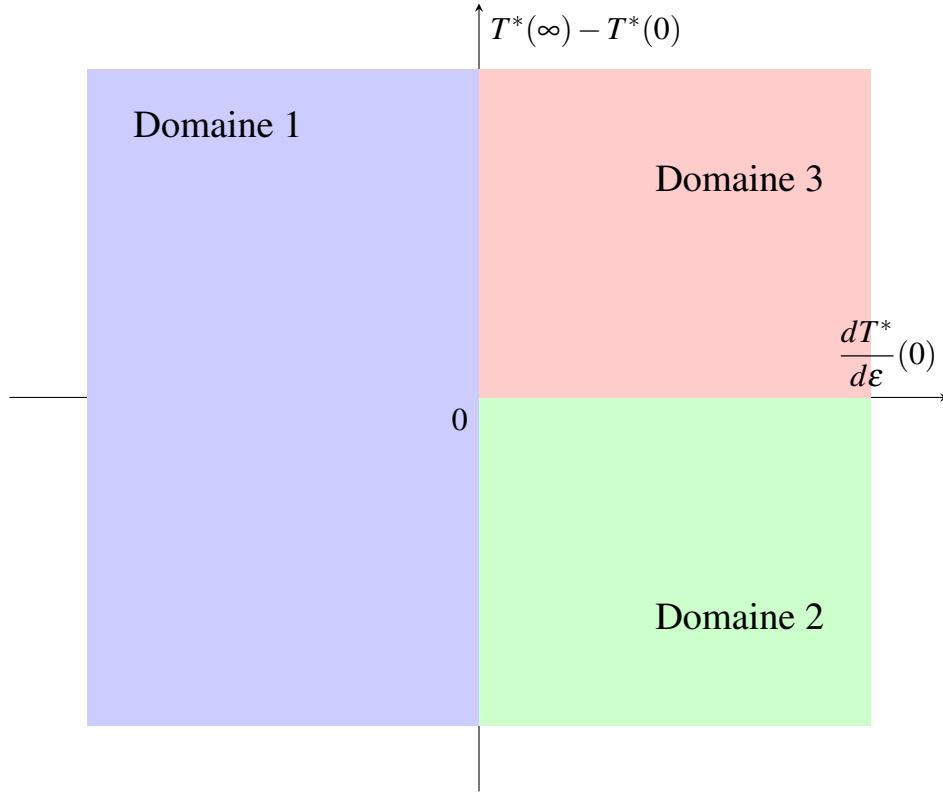 T*(∞) − T*(0)
Domaine 1
Domaine 3
dT*/dε (0)
0
Domaine 2